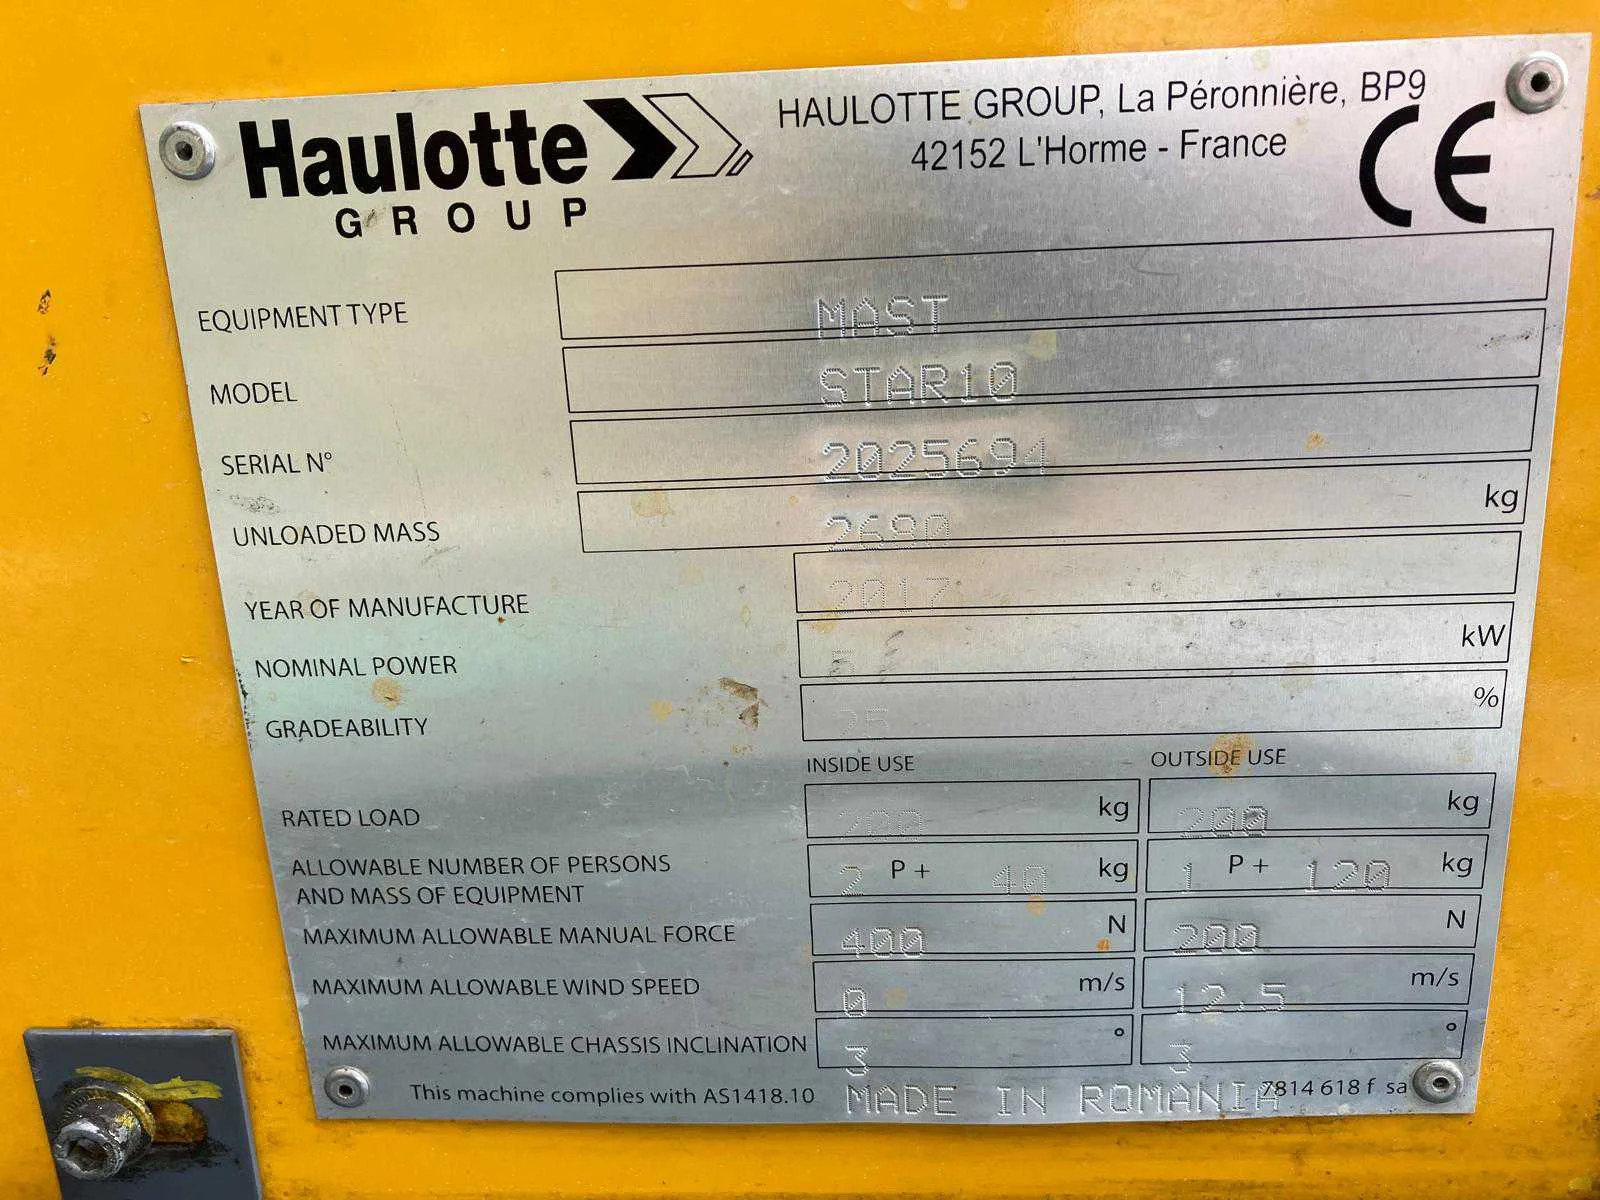 Haulotte
GROUP
HAULOTTE GROUP, La Péronnière, BP9
42152 L'Horme - France
CE
EQUIPMENT TYPE MAST
MODEL STAR10
SERIAL N° 2025694
UNLOADED MASS 2680 kg
YEAR OF MANUFACTURE 2017
NOMINAL POWER 5 kW
GRADEABILITY 25 %
INSIDE USE OUTSIDE USE
RATED LOAD 200 kg 200 kg
ALLOWABLE NUMBER OF PERSONS
AND MASS OF EQUIPMENT 2 P + 40 kg 1 P + 120 kg
MAXIMUM ALLOWABLE MANUAL FORCE 400 N 200 N
MAXIMUM ALLOWABLE WIND SPEED 0 m/s 12.5 m/s
MAXIMUM ALLOWABLE CHASSIS INCLINATION 3 ° 3 °
This machine complies with AS1418.10 MADE IN ROMANIA 7814 618 f sa